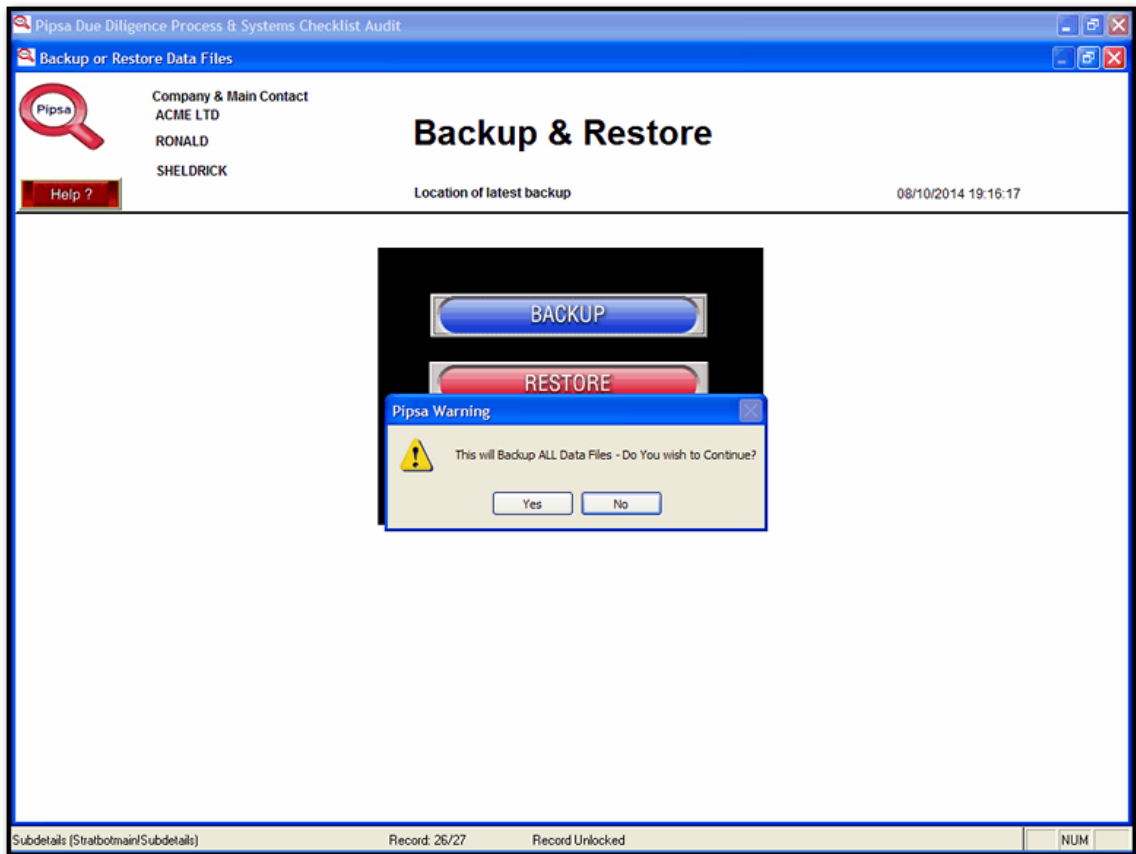 Pipsa Due Diligence Process & Systems Checklist Audit
Backup or Restore Data Files
Pipsa
Company & Main Contact
ACME LTD
RONALD
SHELDRICK
Backup & Restore
Help ?
Location of latest backup
08/10/2014 19:16:17
BACKUP
RESTORE
Pipsa Warning
This will Backup ALL Data Files - Do You wish to Continue?
Yes
No
Subdetails (Stratbotmain!Subdetails)
Record: 26/27
Record Unlocked
NUM